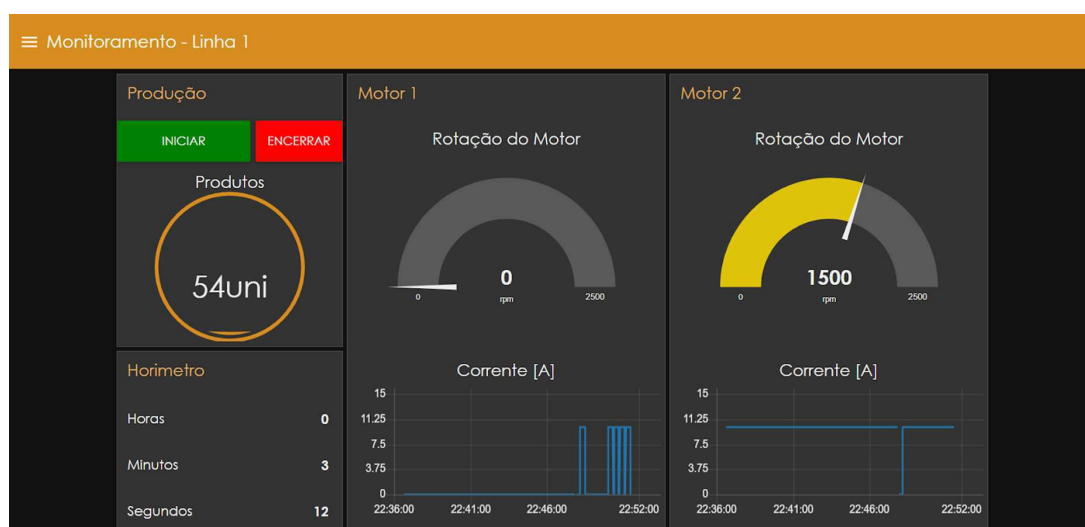 Monitoramento - Linha 1
Produção
INICIAR
ENCERRAR
Produtos
54uni
Horimetro
Horas 0
Minutos 3
Segundos 12
Motor 1
Rotação do Motor
0
0 rpm 2500
Corrente [A]
15
11.25
7.5
3.75
0
22:36:00 22:41:00 22:46:00 22:52:00
Motor 2
Rotação do Motor
1500
0 rpm 2500
Corrente [A]
15
11.25
7.5
3.75
0
22:36:00 22:41:00 22:46:00 22:52:00